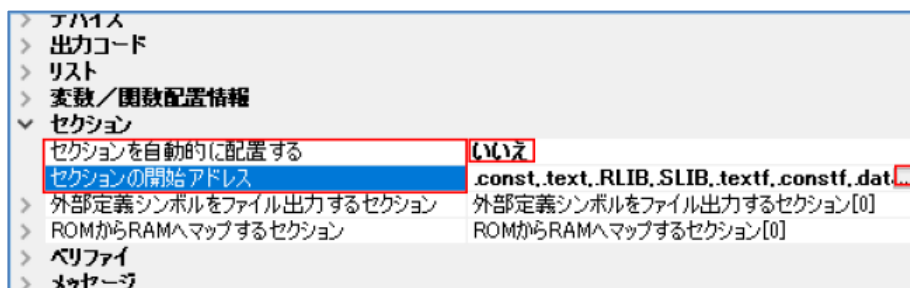 デバイス
出力コード
リスト
変数／関数配置情報
セクション
セクションを自動的に配置する いいえ
セクションの開始アドレス .const,.text,.RLIB,.SLIB,.textf,.constf,.dat...
外部定義シンボルをファイル出力するセクション 外部定義シンボルをファイル出力するセクション[0]
ROMからRAMへマップするセクション ROMからRAMへマップするセクション[0]
ベリファイ
メッセージ